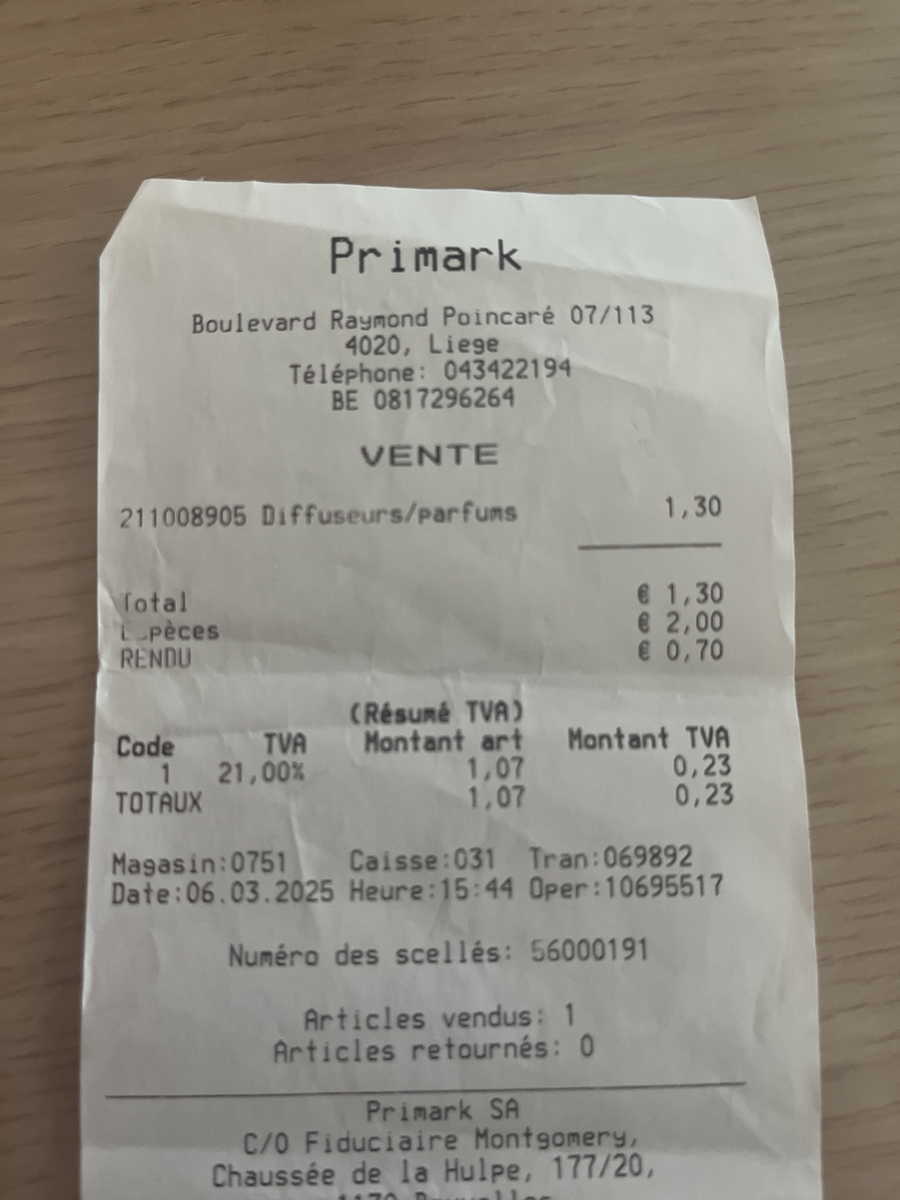 Primark
Boulevard Raymond Poincaré 07/113
4020, Liege
Téléphone: 043422194
BE 0817296264
VENTE
211008905 Diffuseurs/parfums 1,30
Total € 1,30
Espèces € 2,00
RENDU € 0,70
(Résumé TVA)
Code TVA Montant art Montant TVA
1 21,00% 1,07 0,23
TOTAUX 1,07 0,23
Magasin:0751 Caisse:031 Tran:069892
Date:06.03.2025 Heure:15:44 Oper:10695517
Numéro des scellés: 56000191
Articles vendus: 1
Articles retournés: 0
Primark SA
C/O Fiduciaire Montgomery,
Chaussée de la Hulpe, 177/20,